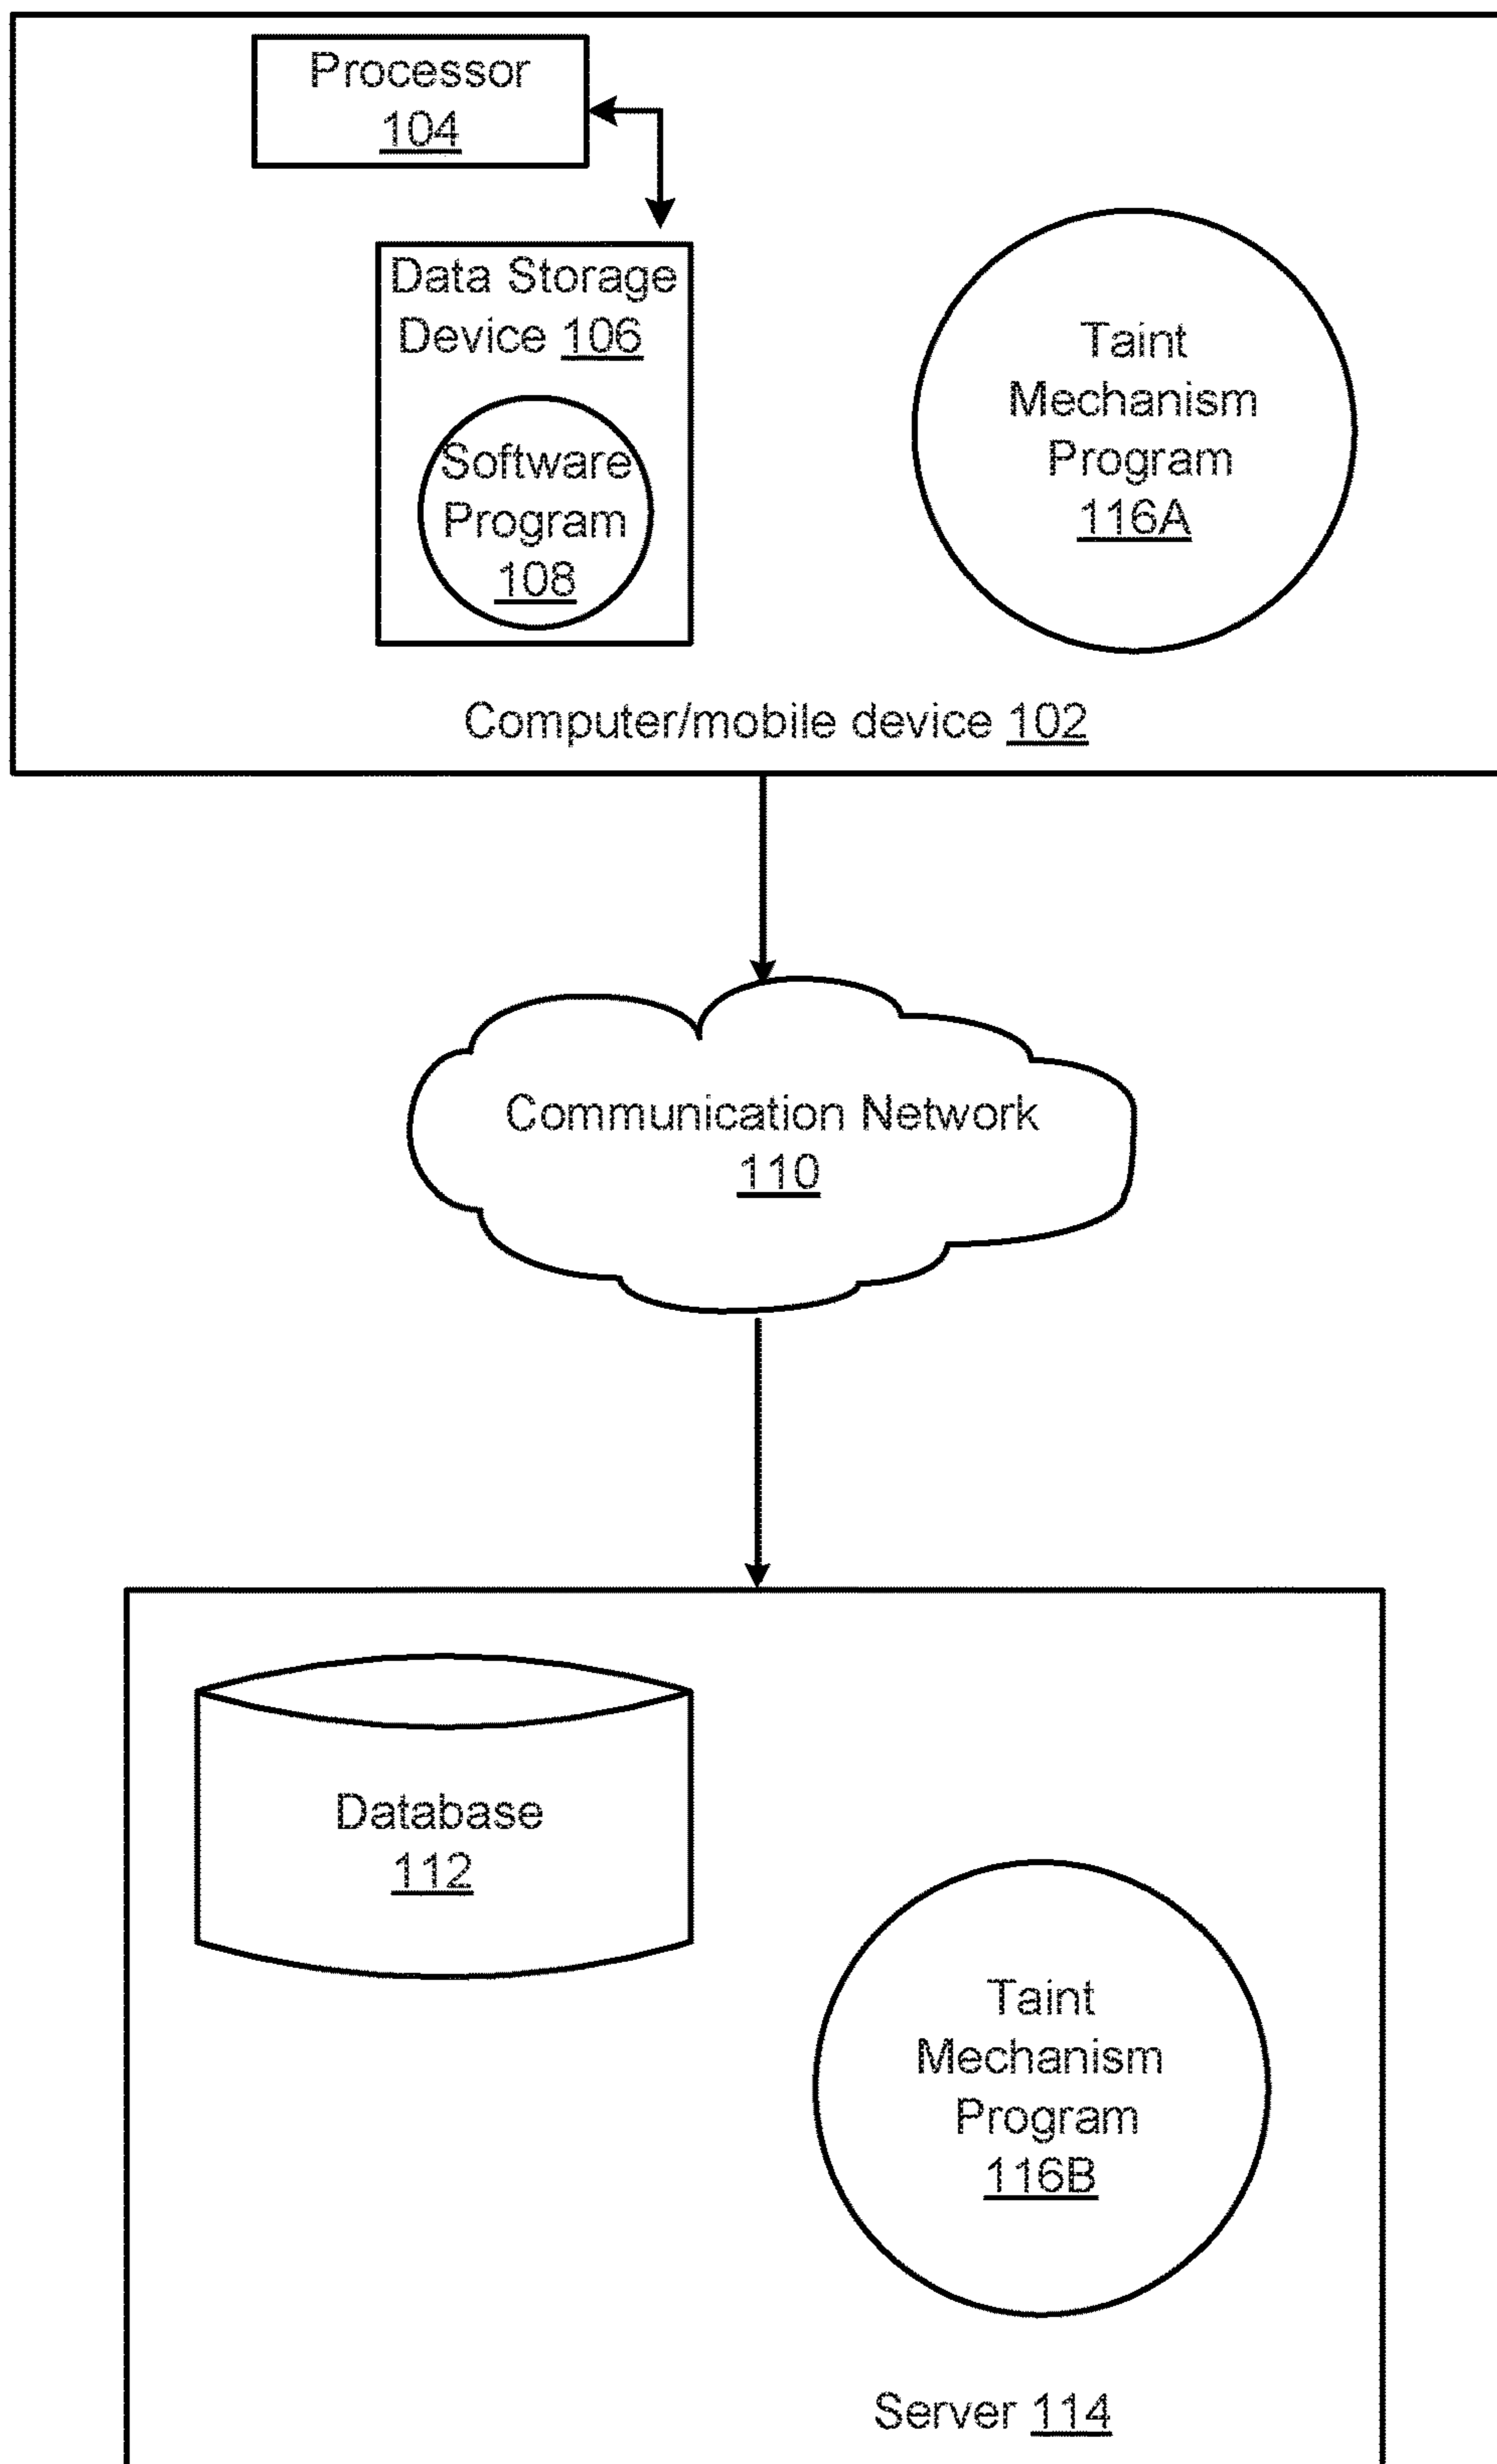 Processor
104
Data Storage
Device 106
Software
Program
108
Taint
Mechanism
Program
116A
Computer/mobile device 102
Communication Network
110
Database
112
Taint
Mechanism
Program
116B
Server 114